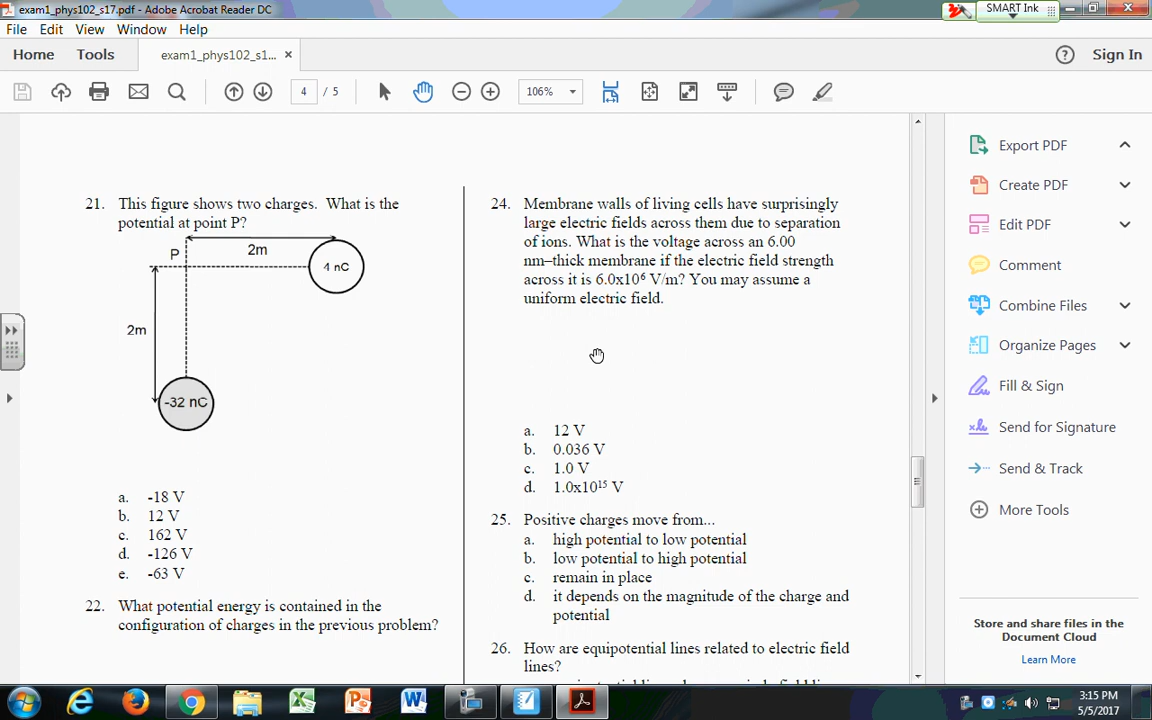 exam1_phys102_s17.pdf - Adobe Acrobat Reader DC
SMART Ink
File Edit View Window Help
Home Tools exam1_phys102_s1... × ? Sign In
4 / 5 106%
21. This figure shows two charges. What is the
potential at point P?
P
2m
4 nC
2m
-32 nC
a. -18 V
b. 12 V
c. 162 V
d. -126 V
e. -63 V
22. What potential energy is contained in the
configuration of charges in the previous problem?
24. Membrane walls of living cells have surprisingly
large electric fields across them due to separation
of ions. What is the voltage across an 6.00
nm–thick membrane if the electric field strength
across it is 6.0x10⁶ V/m? You may assume a
uniform electric field.
a. 12 V
b. 0.036 V
c. 1.0 V
d. 1.0x10¹⁵ V
25. Positive charges move from...
a. high potential to low potential
b. low potential to high potential
c. remain in place
d. it depends on the magnitude of the charge and
potential
26. How are equipotential lines related to electric field
lines?
Export PDF
Create PDF
Edit PDF
Comment
Combine Files
Organize Pages
Fill & Sign
Send for Signature
Send & Track
More Tools
Store and share files in the
Document Cloud
Learn More
3:15 PM
5/5/2017